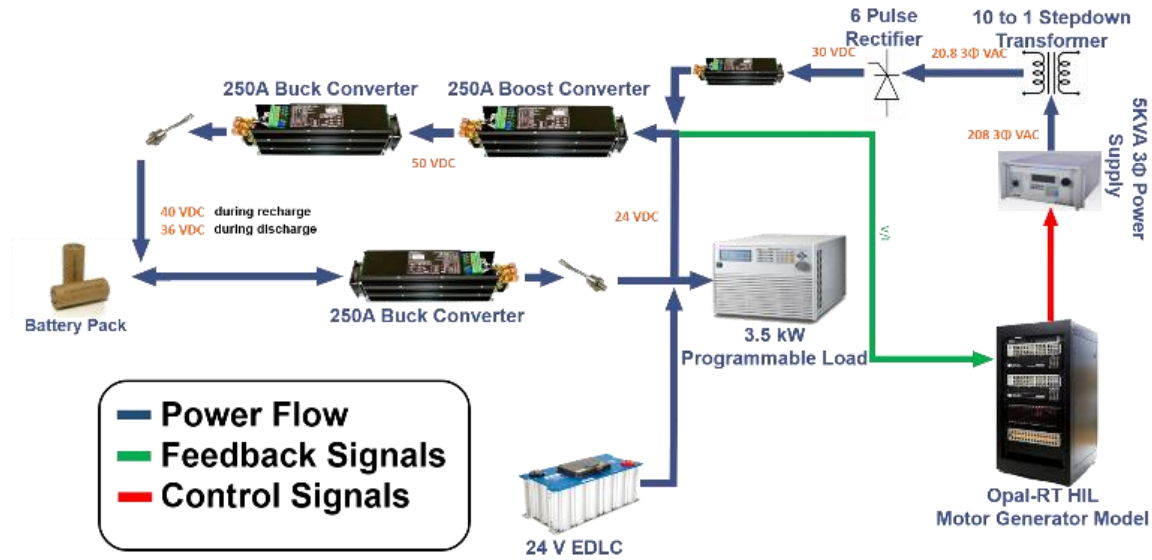 6 Pulse
Rectifier
10 to 1 Stepdown
Transformer
30 VDC
20.8 3Φ VAC
208 3Φ VAC
5KVA 3Φ Power
Supply
250A Buck Converter
250A Boost Converter
50 VDC
24 VDC
40 VDC during recharge
36 VDC during discharge
Battery Pack
250A Buck Converter
3.5 kW
Programmable Load
Power Flow
Feedback Signals
Control Signals
24 V EDLC
Opal-RT HIL
Motor Generator Model